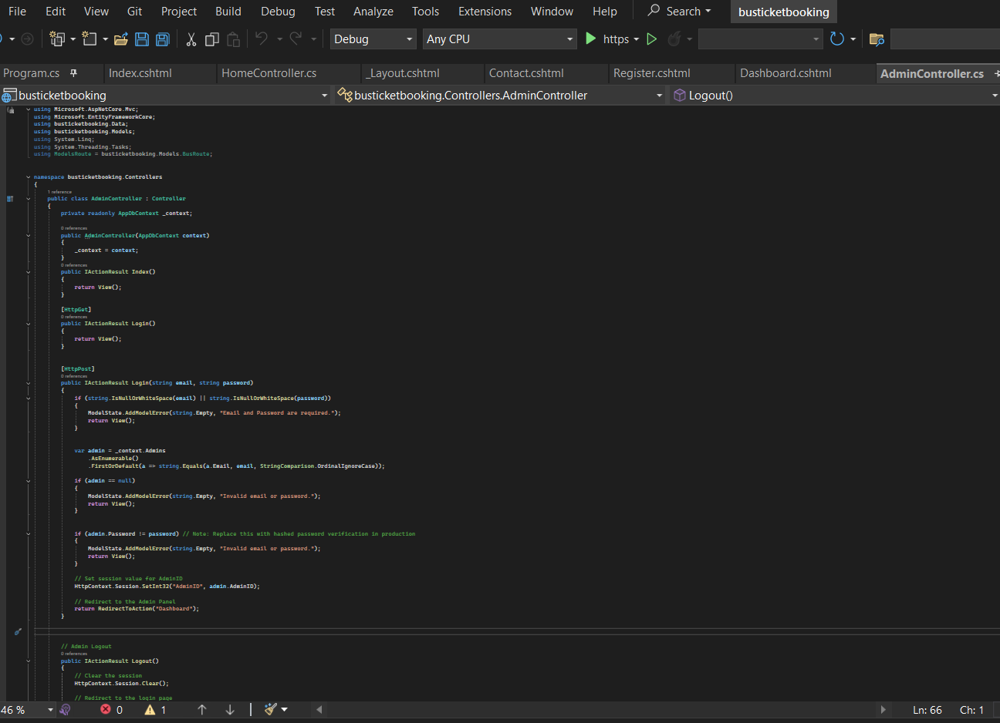 File Edit View Git Project Build Debug Test Analyze Tools Extensions Window Help Search busticketbooking
Debug Any CPU https
Program.cs Index.cshtml HomeController.cs _Layout.cshtml Contact.cshtml Register.cshtml Dashboard.cshtml AdminController.cs
busticketbooking busticketbooking.Controllers.AdminController Logout()
using Microsoft.AspNetCore.Mvc;
using Microsoft.EntityFrameworkCore;
using busticketbooking.Data;
using busticketbooking.Models;
using System.Linq;
using System.Threading.Tasks;
using ModelsRoute = busticketbooking.Models.BusRoute;
namespace busticketbooking.Controllers
{
1 reference
public class AdminController : Controller
{
private readonly AppDbContext _context;
0 references
public AdminController(AppDbContext context)
{
_context = context;
}
0 references
public IActionResult Index()
{
return View();
}
[HttpGet]
0 references
public IActionResult Login()
{
return View();
}
[HttpPost]
0 references
public IActionResult Login(string email, string password)
{
if (string.IsNullOrWhiteSpace(email) || string.IsNullOrWhiteSpace(password))
{
ModelState.AddModelError(string.Empty, "Email and Password are required.");
return View();
}
var admin = _context.Admins
.AsEnumerable()
.FirstOrDefault(a => string.Equals(a.Email, email, StringComparison.OrdinalIgnoreCase));
if (admin == null)
{
ModelState.AddModelError(string.Empty, "Invalid email or password.");
return View();
}
if (admin.Password != password) // Note: Replace this with hashed password verification in production
{
ModelState.AddModelError(string.Empty, "Invalid email or password.");
return View();
}
// Set session value for AdminID
HttpContext.Session.SetInt32("AdminID", admin.AdminID);
// Redirect to the Admin Panel
return RedirectToAction("Dashboard");
}
// Admin Logout
0 references
public IActionResult Logout()
{
// Clear the session
HttpContext.Session.Clear();
// Redirect to the login page
46 % 0 1 Ln: 66 Ch: 1